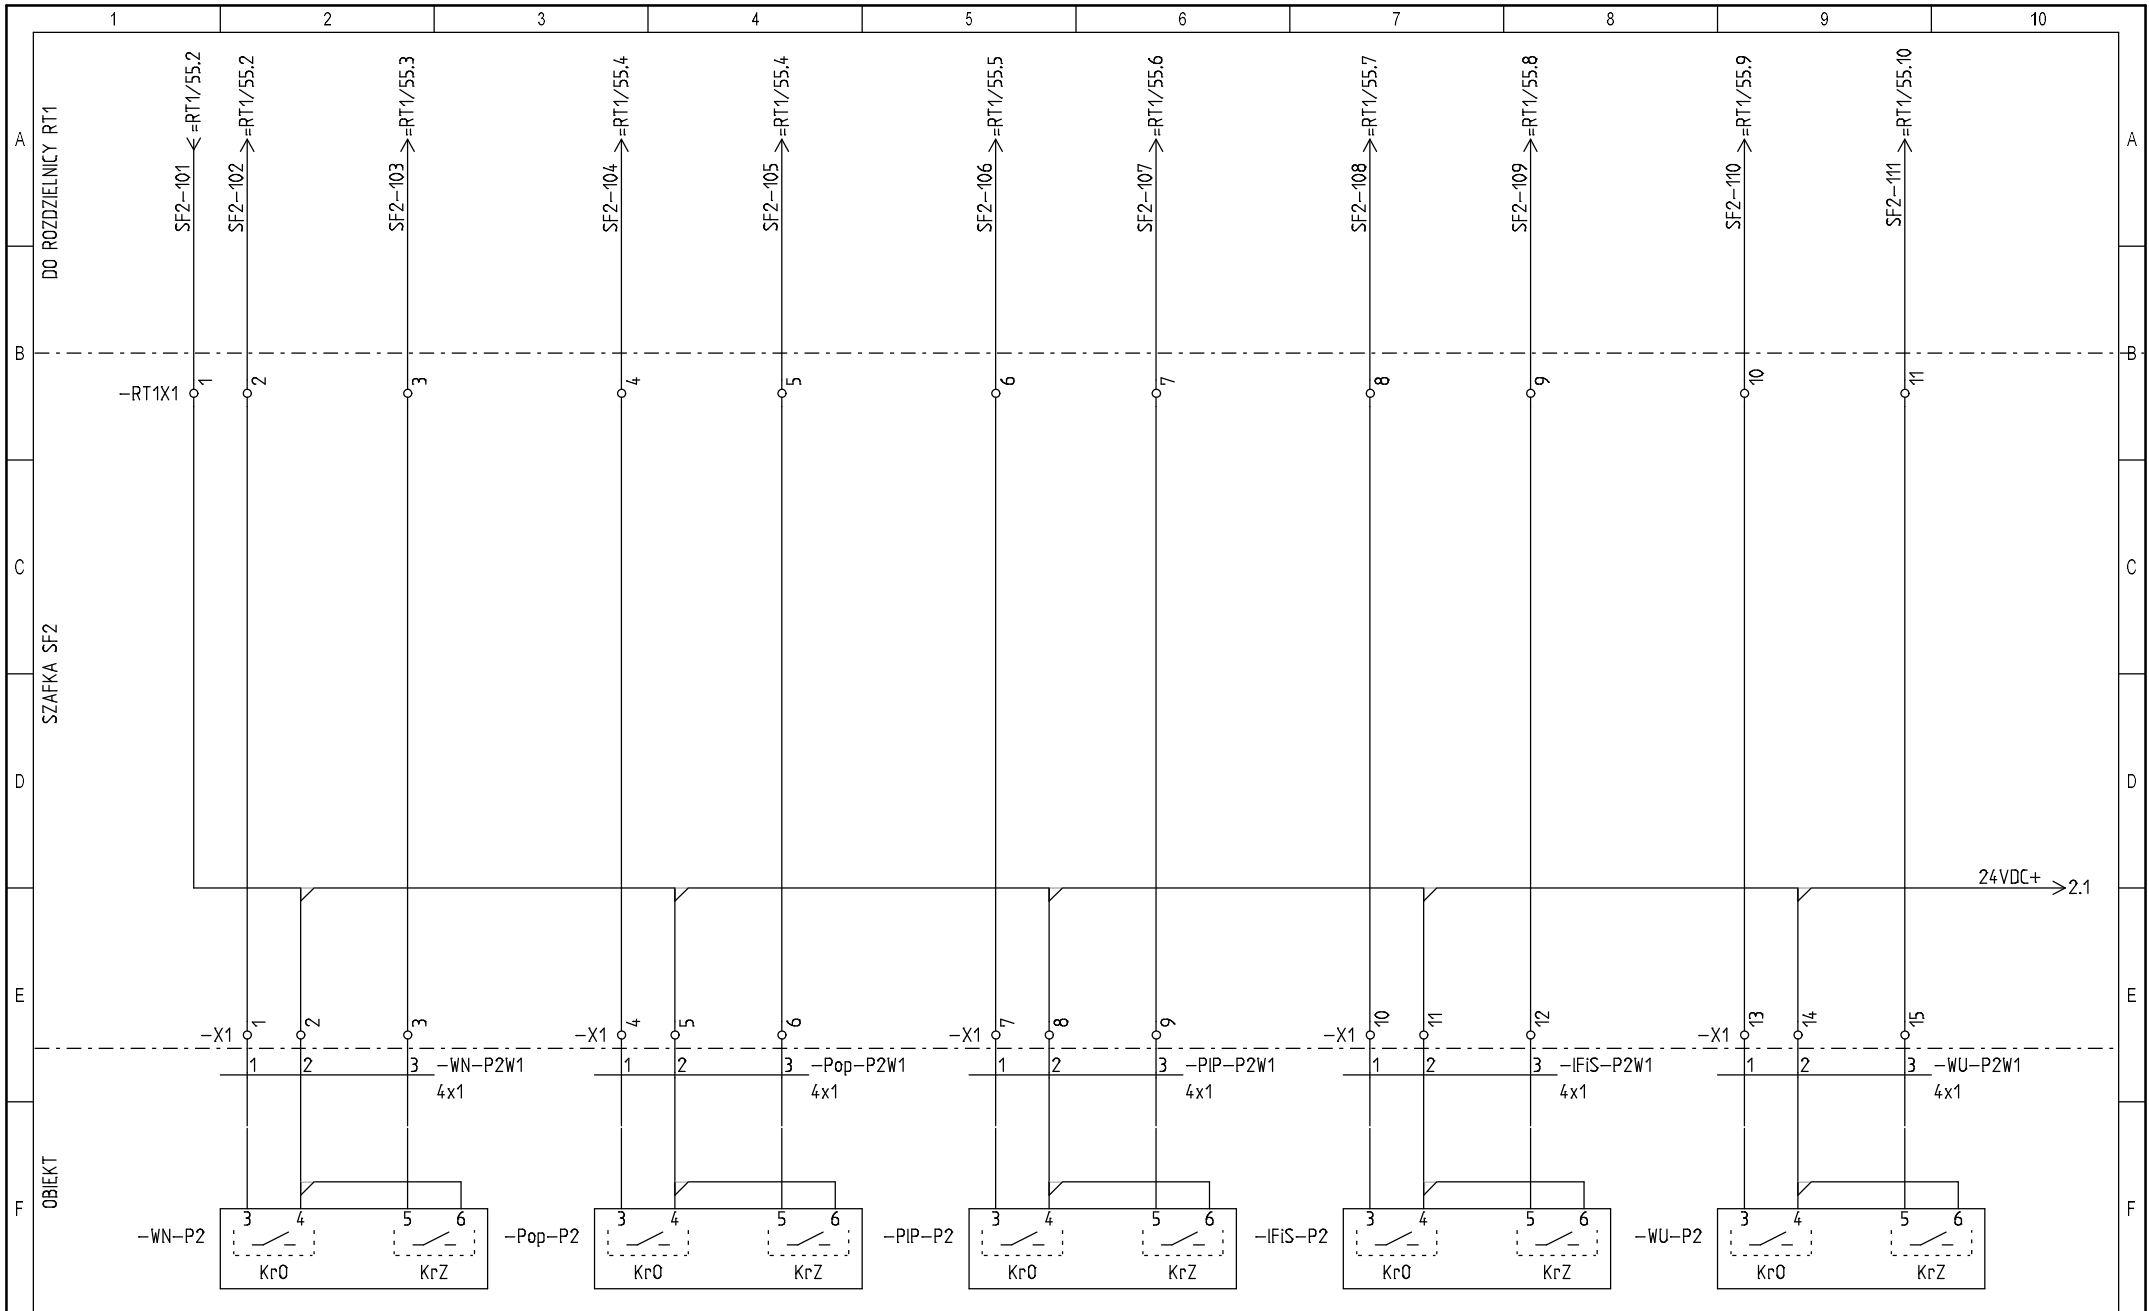 1 2 3 4 5 6 7 8 9 10
A A
B B
C C
D D
E E
F F
DO ROZDZIELNICY RT1
SZAFKA SF2
OBIEKT
=RT1/55.2
=RT1/55.2
=RT1/55.3
=RT1/55.4
=RT1/55.4
=RT1/55.5
=RT1/55.6
=RT1/55.7
=RT1/55.8
=RT1/55.9
=RT1/55.10
SF2-101
SF2-102
SF2-103
SF2-104
SF2-105
SF2-106
SF2-107
SF2-108
SF2-109
SF2-110
SF2-111
-RT1X1 1 2 3 4 5 6 7 8 9 10 11
24VDC+ 2.1
-X1 1 2 3 -X1 4 5 6 -X1 7 8 9 -X1 10 11 12 -X1 13 14 15
1 2 3 -WN-P2W1 1 2 3 -Pop-P2W1 1 2 3 -PIP-P2W1 1 2 3 -IFiS-P2W1 1 2 3 -WU-P2W1
4x1 4x1 4x1 4x1 4x1
3 4 5 6 3 4 5 6 3 4 5 6 3 4 5 6 3 4 5 6
-WN-P2 -Pop-P2 -PIP-P2 -IFiS-P2 -WU-P2
KrO KrZ KrO KrZ KrO KrZ KrO KrZ KrO KrZ